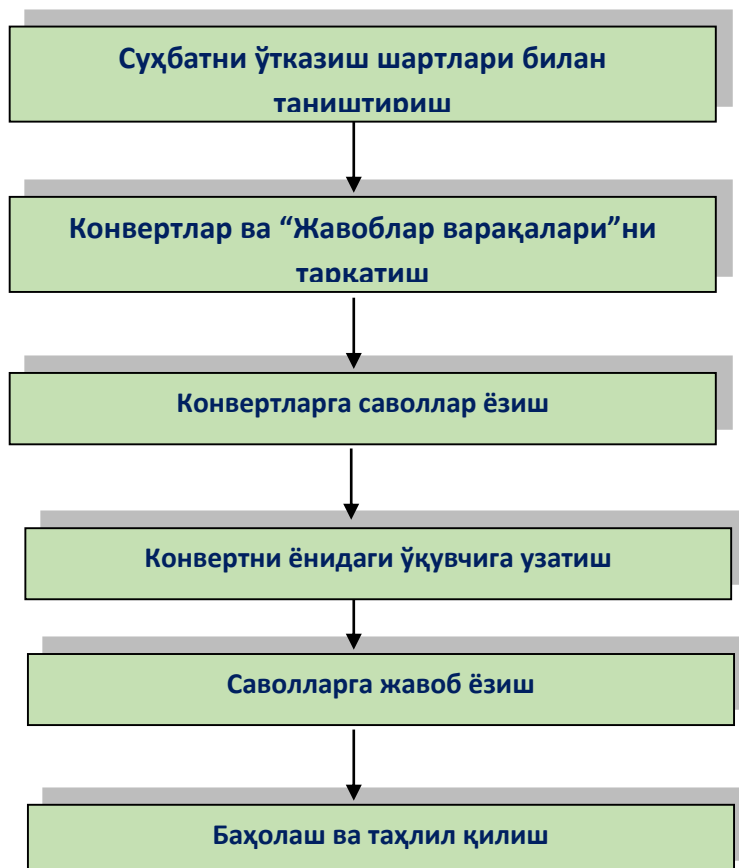 Суҳбатни ўтказиш шартлари билан
таништириш
Конвертлар ва “Жавоблар варақалари”ни
тарқатиш
Конвертларга саволлар ёзиш
Конвертни ёнидаги ўқувчига узатиш
Саволларга жавоб ёзиш
Баҳолаш ва таҳлил қилиш